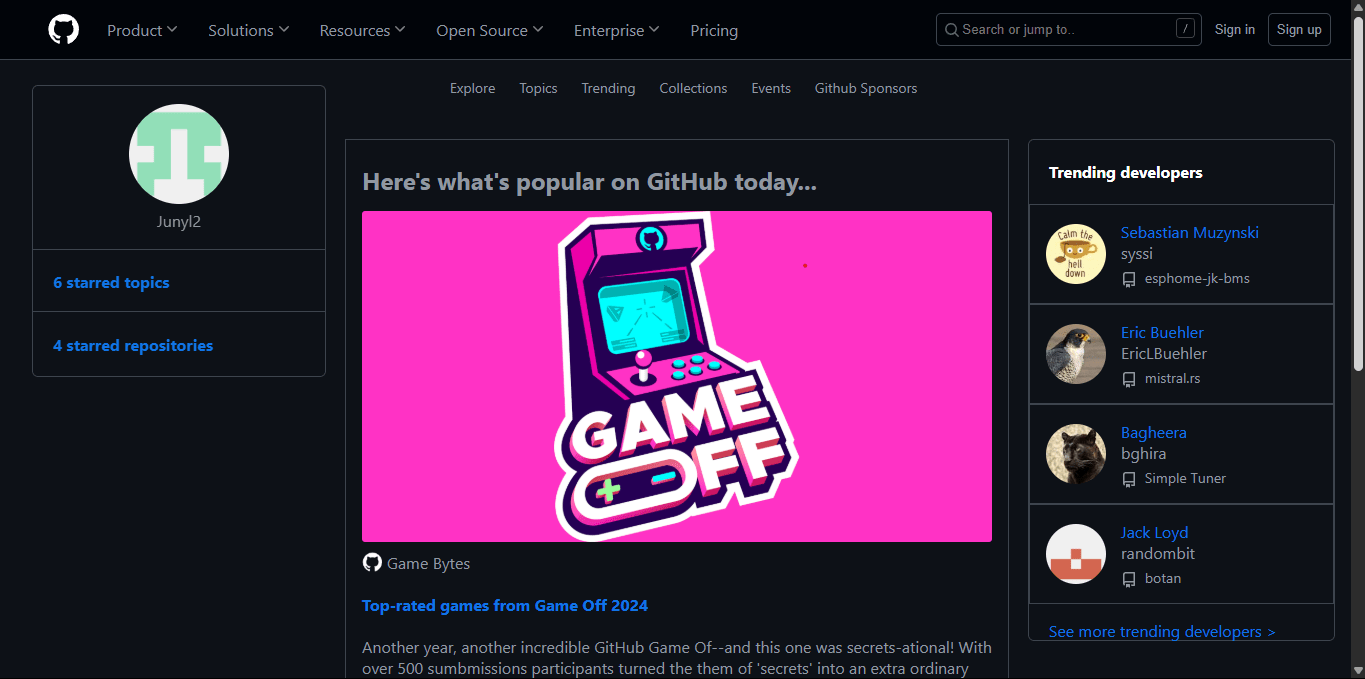 Product Solutions Resources Open Source Enterprise Pricing Search or jump to.. / Sign in Sign up
Explore Topics Trending Collections Events Github Sponsors
Junyl2
6 starred topics
4 starred repositories
Here's what's popular on GitHub today...
GAME
OFF
Game Bytes
Top-rated games from Game Off 2024
Another year, another incredible GitHub Game Of--and this one was secrets-ational! With
over 500 sumbmissions participants turned the them of 'secrets' into an extra ordinary
Trending developers
Calm the
hell
down
Sebastian Muzynski
syssi
esphome-jk-bms
Eric Buehler
EricLBuehler
mistral.rs
Bagheera
bghira
Simple Tuner
Jack Loyd
randombit
botan
See more trending developers >